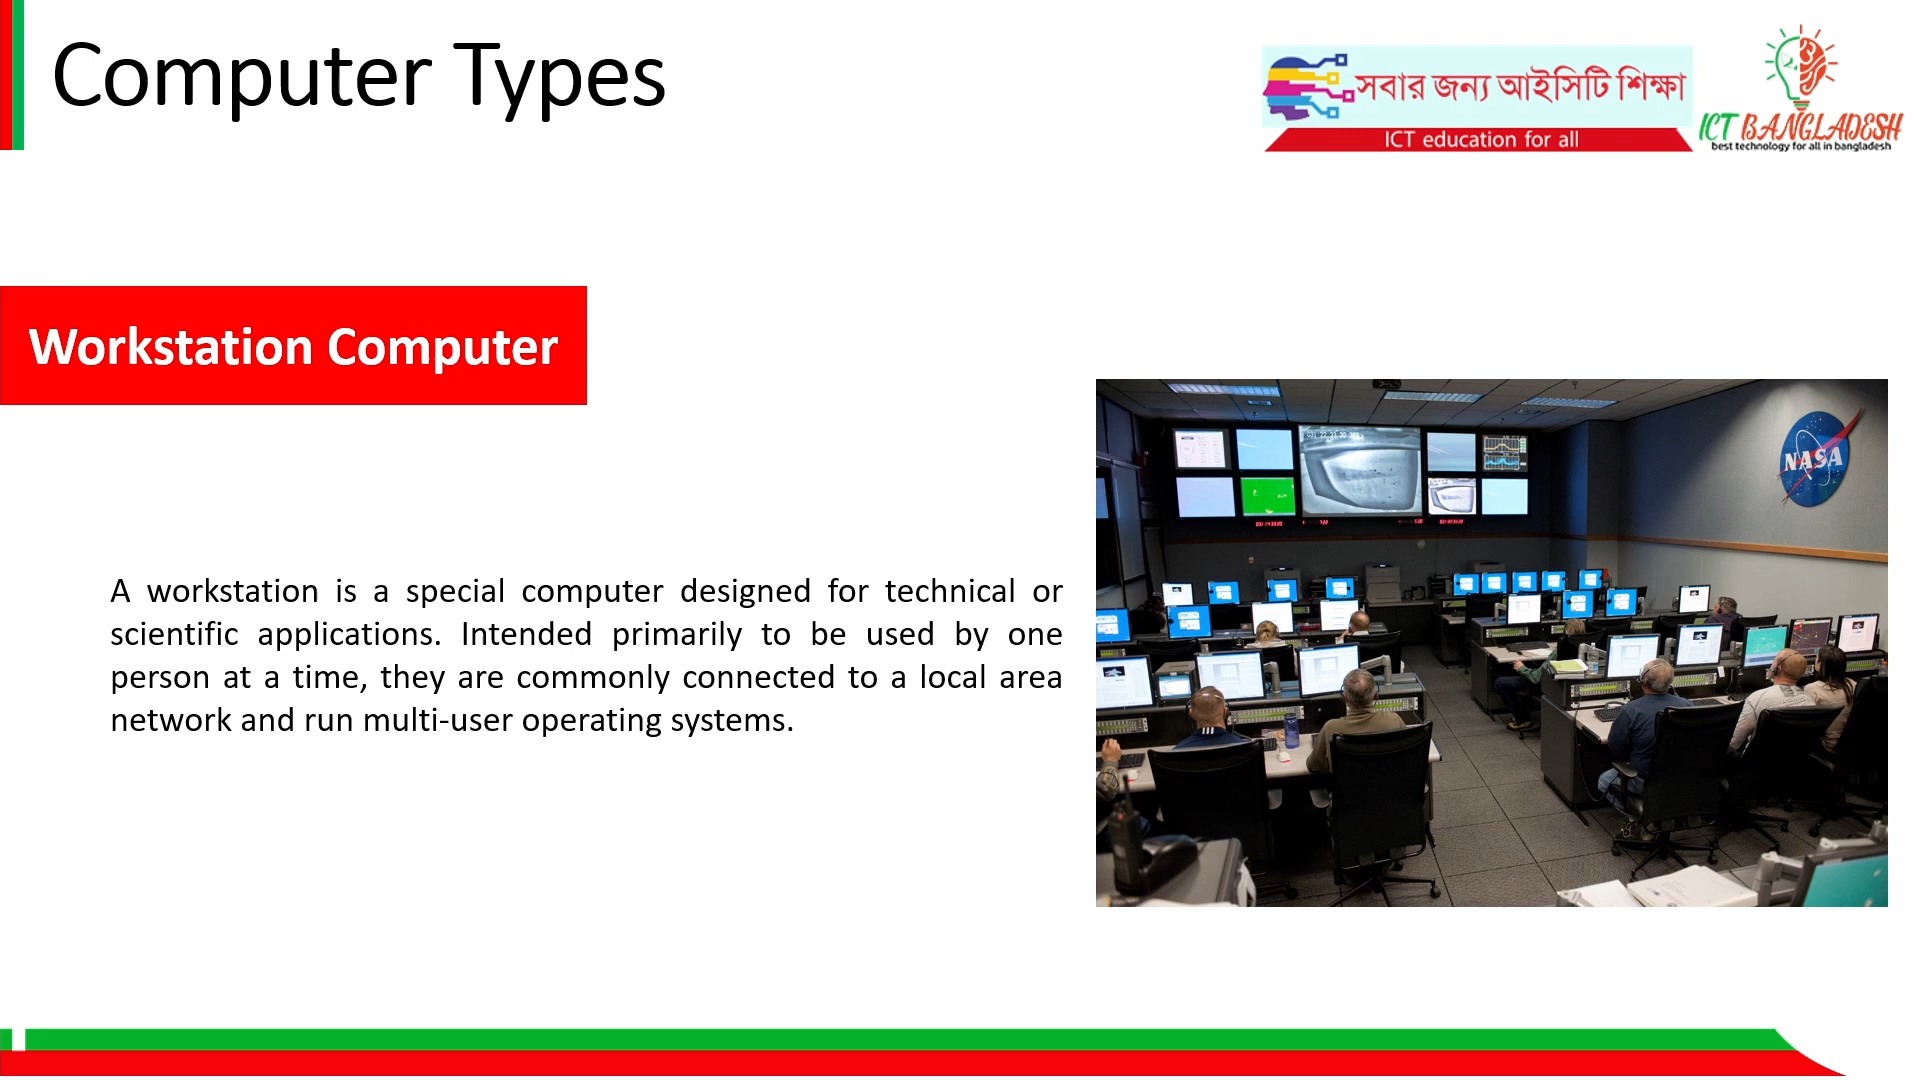 Computer Types
সবার জন্য আইসিটি শিক্ষা
ICT education for all
ICT BANGLADESH
best technology for all in bangladesh
Workstation Computer
A workstation is a special computer designed for technical or
scientific applications. Intended primarily to be used by one
person at a time, they are commonly connected to a local area
network and run multi-user operating systems.
NASA